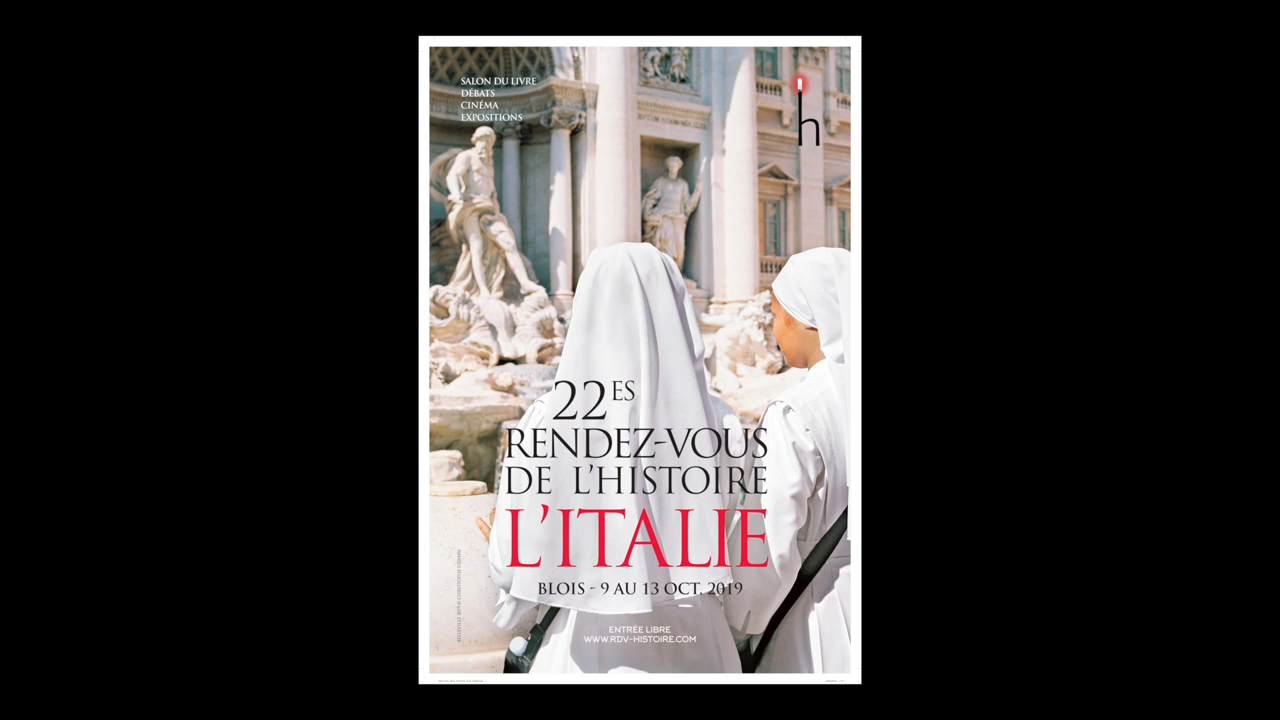 SALON DU LIVRE
DÉBATS
CINÉMA
EXPOSITIONS
h
22ES
RENDEZ-VOUS
DE L'HISTOIRE
L'ITALIE
BLOIS - 9 AU 13 OCT. 2019
ENTRÉE LIBRE
WWW.RDV-HISTOIRE.COM